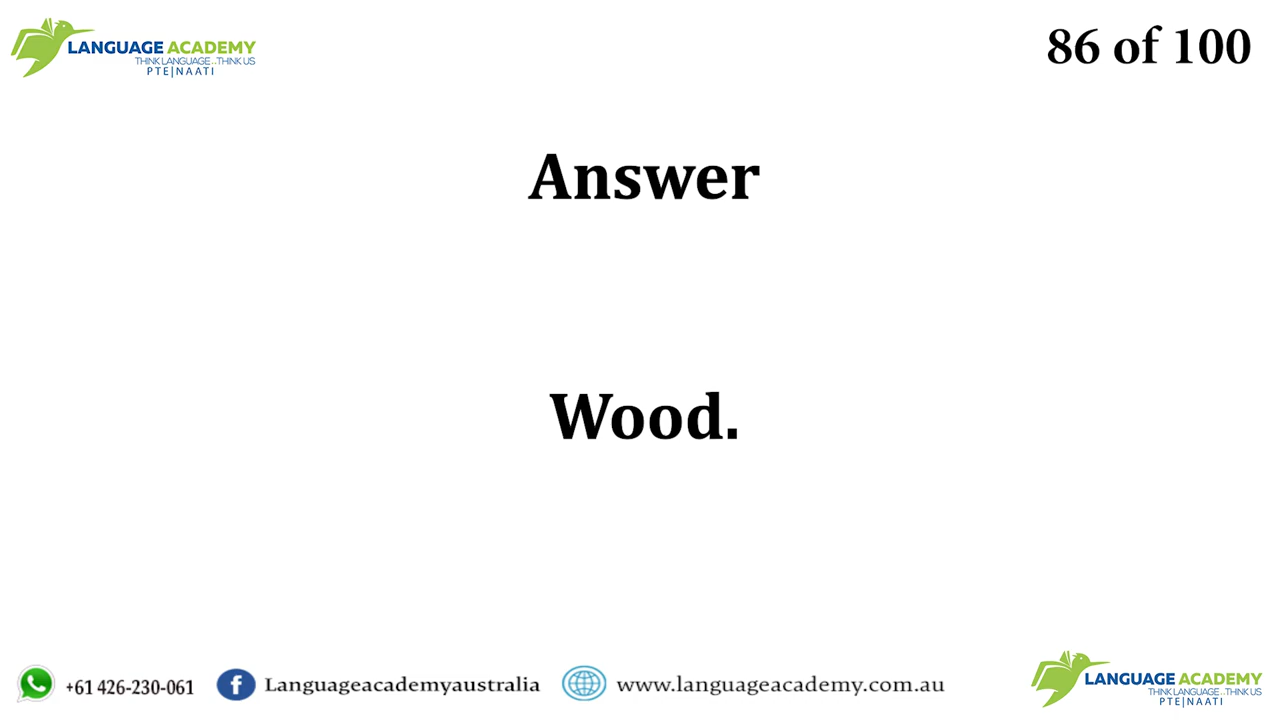 LANGUAGE ACADEMY
THINK LANGUAGE...THINK US
PTE|NAATI
86 of 100
Answer
Wood.
+61 426-230-061
Languageacademyaustralia
www.languageacademy.com.au
LANGUAGE ACADEMY
THINK LANGUAGE...THINK US
PTE|NAATI